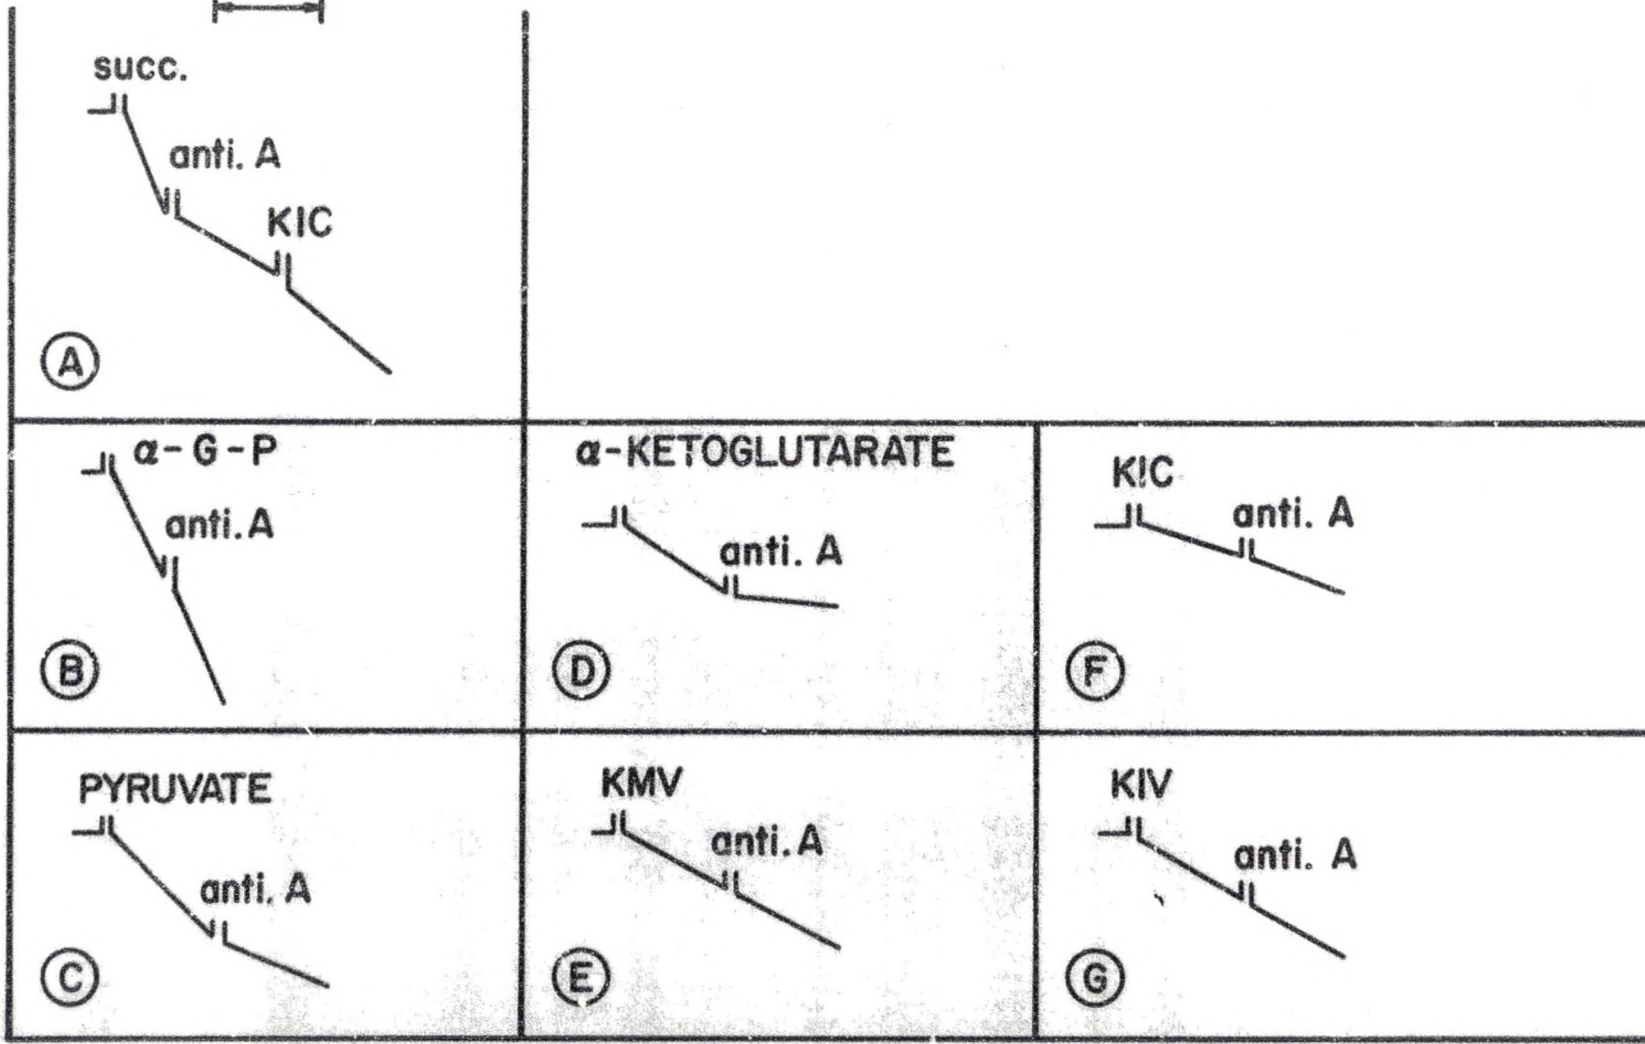 succ.
anti. A
KIC
A
α-G-P
anti. A
B
α-KETOGLUTARATE
anti. A
D
KIC
anti. A
F
PYRUVATE
anti. A
C
KMV
anti. A
E
KIV
anti. A
G